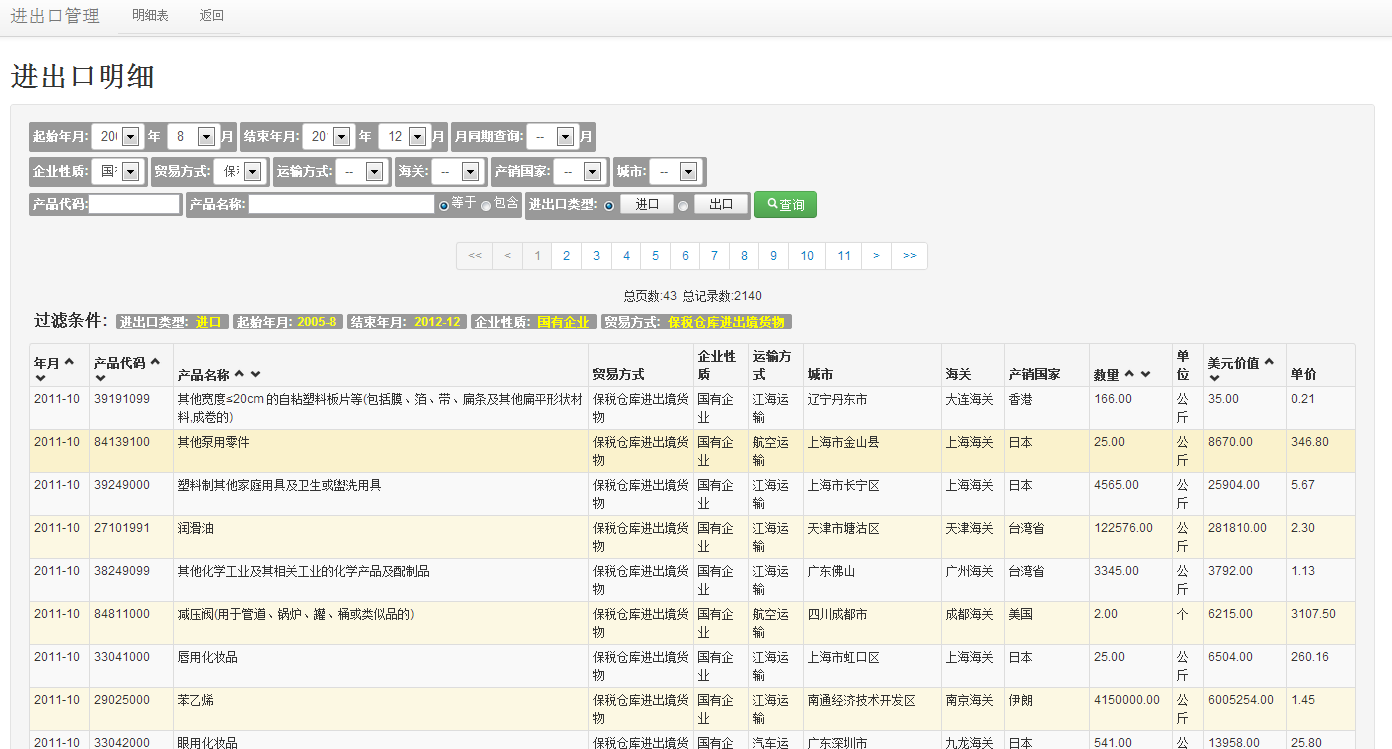 进出口管理 明细表 返回
进出口明细
起始年月: 200 年 8 月 结束年月: 20 年 12 月 月同期查询: -- 月
企业性质: 国 贸易方式: 保 运输方式: -- 海关: -- 产销国家: -- 城市: --
产品代码: 产品名称: 等于 包含 进出口类型: 进口 出口 查询
<< < 1 2 3 4 5 6 7 8 9 10 11 > >>
总页数:43 总记录数:2140
过滤条件: 进出口类型: 进口 起始年月: 2005-8 结束年月: 2012-12 企业性质: 国有企业 贸易方式: 保税仓库进出境货物
年月 产品代码 产品名称 贸易方式 企业性质 运输方式 城市 海关 产销国家 数量 单位 美元价值 单价
2011-10 39191099 其他宽度≤20cm的自粘塑料板片等(包括膜、箔、带、扁条及其他扁平形状材料,成卷的) 保税仓库进出境货物 国有企业 江海运输 辽宁丹东市 大连海关 香港 166.00 公斤 35.00 0.21
2011-10 84139100 其他泵用零件 保税仓库进出境货物 国有企业 航空运输 上海市金山县 上海海关 日本 25.00 公斤 8670.00 346.80
2011-10 39249000 塑料制其他家庭用具及卫生或盥洗用具 保税仓库进出境货物 国有企业 江海运输 上海市长宁区 上海海关 日本 4565.00 公斤 25904.00 5.67
2011-10 27101991 润滑油 保税仓库进出境货物 国有企业 江海运输 天津市塘沽区 天津海关 台湾省 122576.00 公斤 281810.00 2.30
2011-10 38249099 其他化学工业及其相关工业的化学产品及配制品 保税仓库进出境货物 国有企业 江海运输 广东佛山 广州海关 台湾省 3345.00 公斤 3792.00 1.13
2011-10 84811000 减压阀(用于管道、锅炉、罐、桶或类似品的) 保税仓库进出境货物 国有企业 航空运输 四川成都市 成都海关 美国 2.00 个 6215.00 3107.50
2011-10 33041000 唇用化妆品 保税仓库进出境货物 国有企业 江海运输 上海市虹口区 上海海关 日本 25.00 公斤 6504.00 260.16
2011-10 29025000 苯乙烯 保税仓库进出境货物 国有企业 江海运输 南通经济技术开发区 南京海关 伊朗 4150000.00 公斤 6005254.00 1.45
2011-10 33042000 眼用化妆品 保税仓库进出境货 国有企 汽车运 广东深圳市 九龙海关 日本 541.00 公 13958.00 25.80